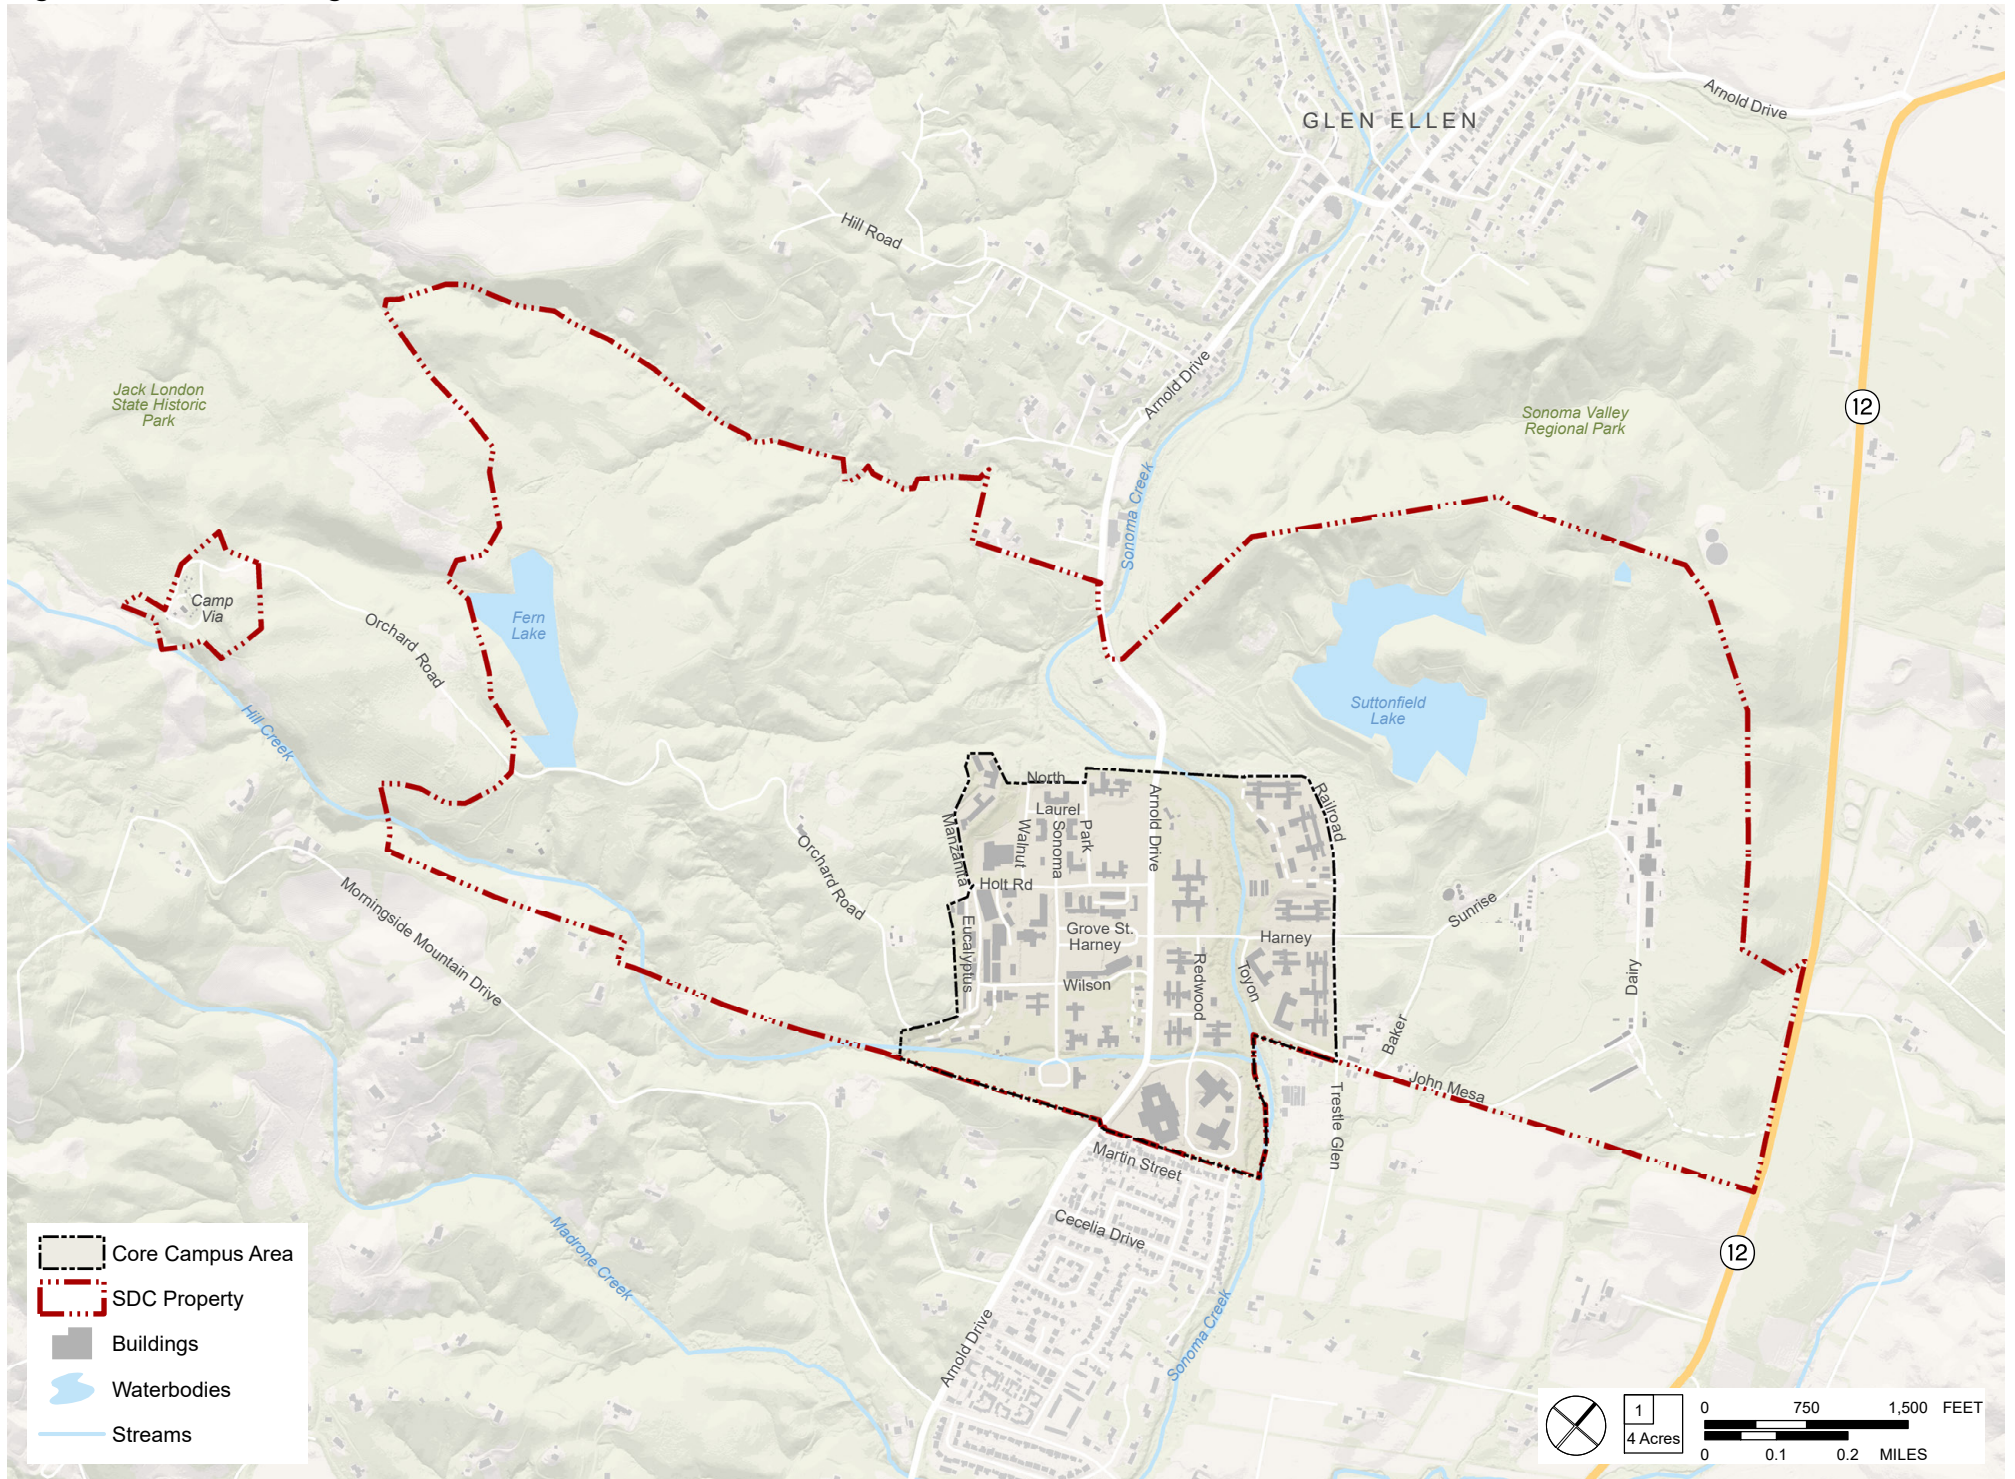 GLEN ELLEN
Arnold Drive
Hill Road
12
Arnold Drive
Jack London
State Historic
Park
Sonoma Valley
Regional Park
Sonoma Creek
Camp
Via
Fern
Lake
Orchard Road
Suttonfield
Lake
Hill Creek
North
Railroad
Laurel
Arnold Drive
Manzanita
Walnut
Sonoma
Park
Orchard Road
Holt Rd
Morningside Mountain Drive
Sunrise
Eucalyptus
Grove St.
Harney
Harney
Wilson
Redwood
Toyon
Dairy
Baker
John Mesa
Trestle Glen
Martin Street
Cecelia Drive
Madrone Creek
Arnold Drive
Sonoma Creek
12
Core Campus Area
SDC Property
Buildings
Waterbodies
Streams
1
4 Acres
0 750 1,500 FEET
0 0.1 0.2 MILES